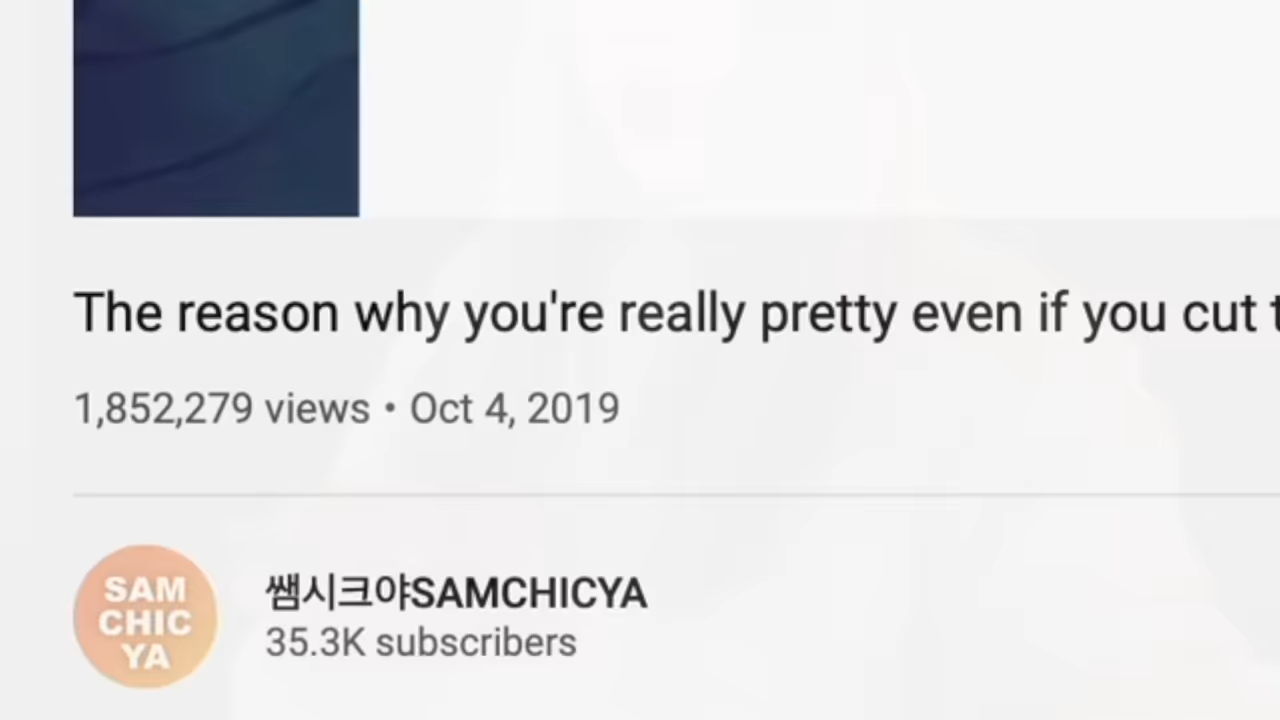 The reason why you're really pretty even if you cut
1,852,279 views • Oct 4, 2019
SAM
CHIC
YA
쌤시크야SAMCHICYA
35.3K subscribers